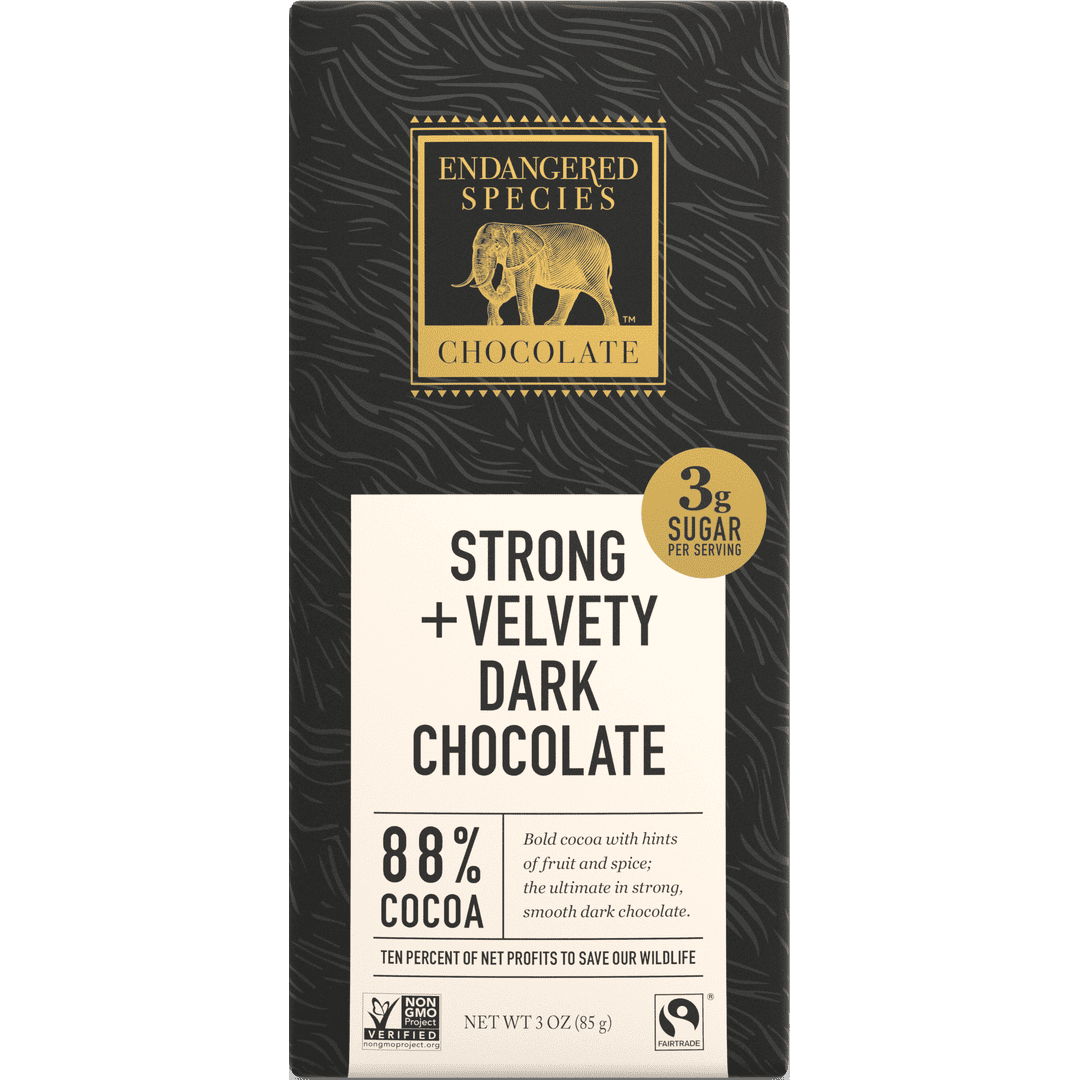 ENDANGERED
SPECIES
TM
CHOCOLATE
3g
SUGAR
PER SERVING
STRONG
+VELVETY
DARK
CHOCOLATE
88%
COCOA
Bold cocoa with hints
of fruit and spice;
the ultimate in strong,
smooth dark chocolate.
TEN PERCENT OF NET PROFITS TO SAVE OUR WILDLIFE
NON
GMO
Project
VERIFIED
nongmoproject.org
NET WT 3 OZ (85 g)
®
FAIRTRADE